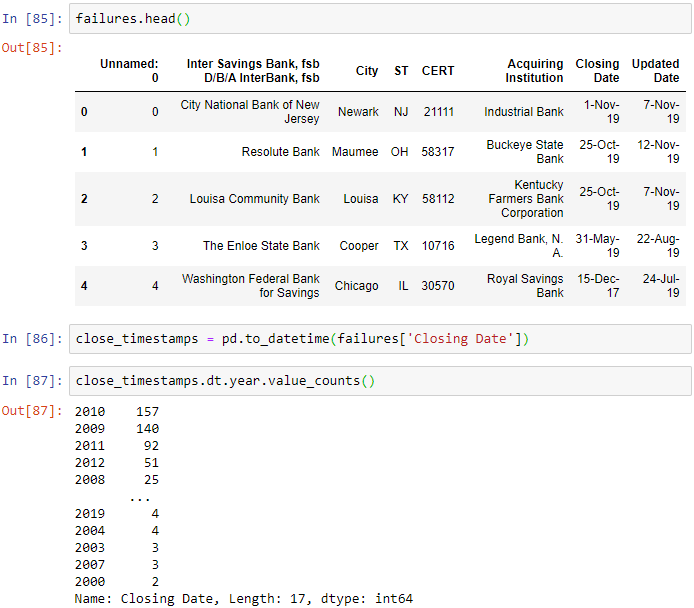 In [85]: failures.head()
Out[85]:
Unnamed: 0 Inter Savings Bank, fsb D/B/A InterBank, fsb City ST CERT Acquiring Institution Closing Date Updated Date
0 0 City National Bank of New Jersey Newark NJ 21111 Industrial Bank 1-Nov-19 7-Nov-19
1 1 Resolute Bank Maumee OH 58317 Buckeye State Bank 25-Oct-19 12-Nov-19
2 2 Louisa Community Bank Louisa KY 58112 Kentucky Farmers Bank Corporation 25-Oct-19 7-Nov-19
3 3 The Enloe State Bank Cooper TX 10716 Legend Bank, N. A. 31-May-19 22-Aug-19
4 4 Washington Federal Bank for Savings Chicago IL 30570 Royal Savings Bank 15-Dec-17 24-Jul-19
In [86]: close_timestamps = pd.to_datetime(failures['Closing Date'])
In [87]: close_timestamps.dt.year.value_counts()
Out[87]: 2010 157
2009 140
2011 92
2012 51
2008 25
...
2019 4
2004 4
2003 3
2007 3
2000 2
Name: Closing Date, Length: 17, dtype: int64